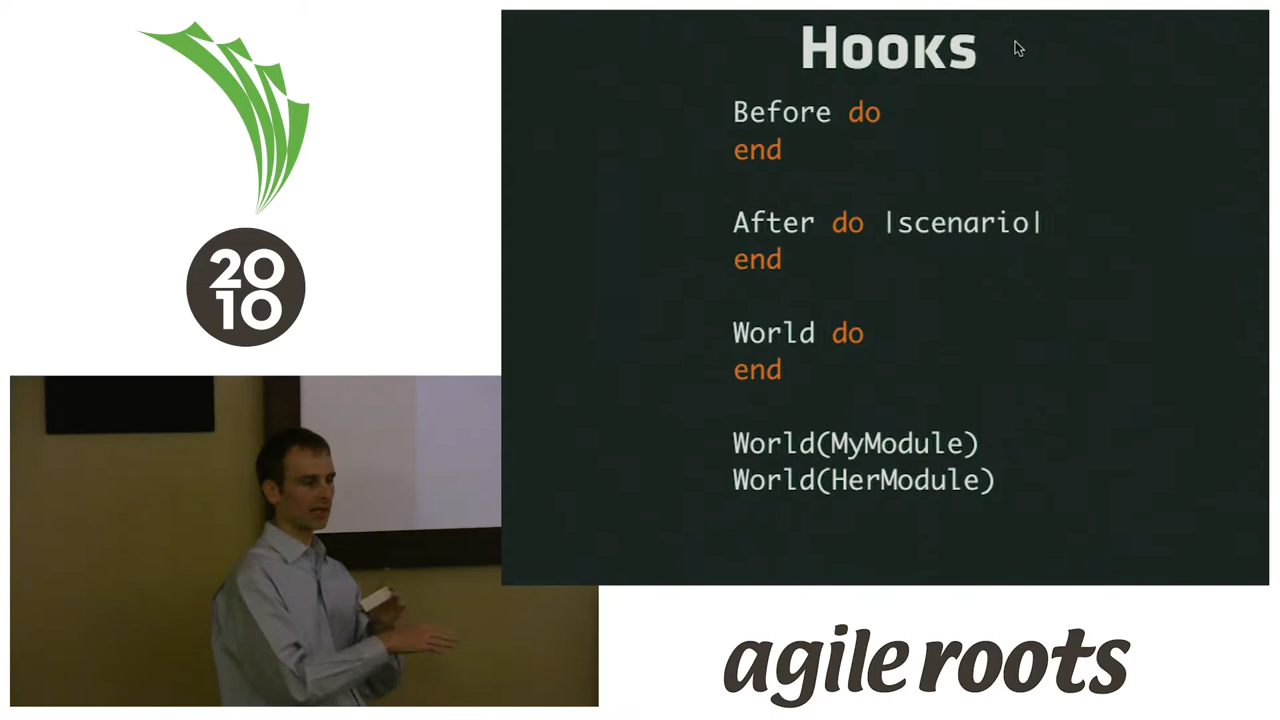 20
10
Hooks
Before do
end
After do |scenario|
end
World do
end
World(MyModule)
World(HerModule)
agile roots